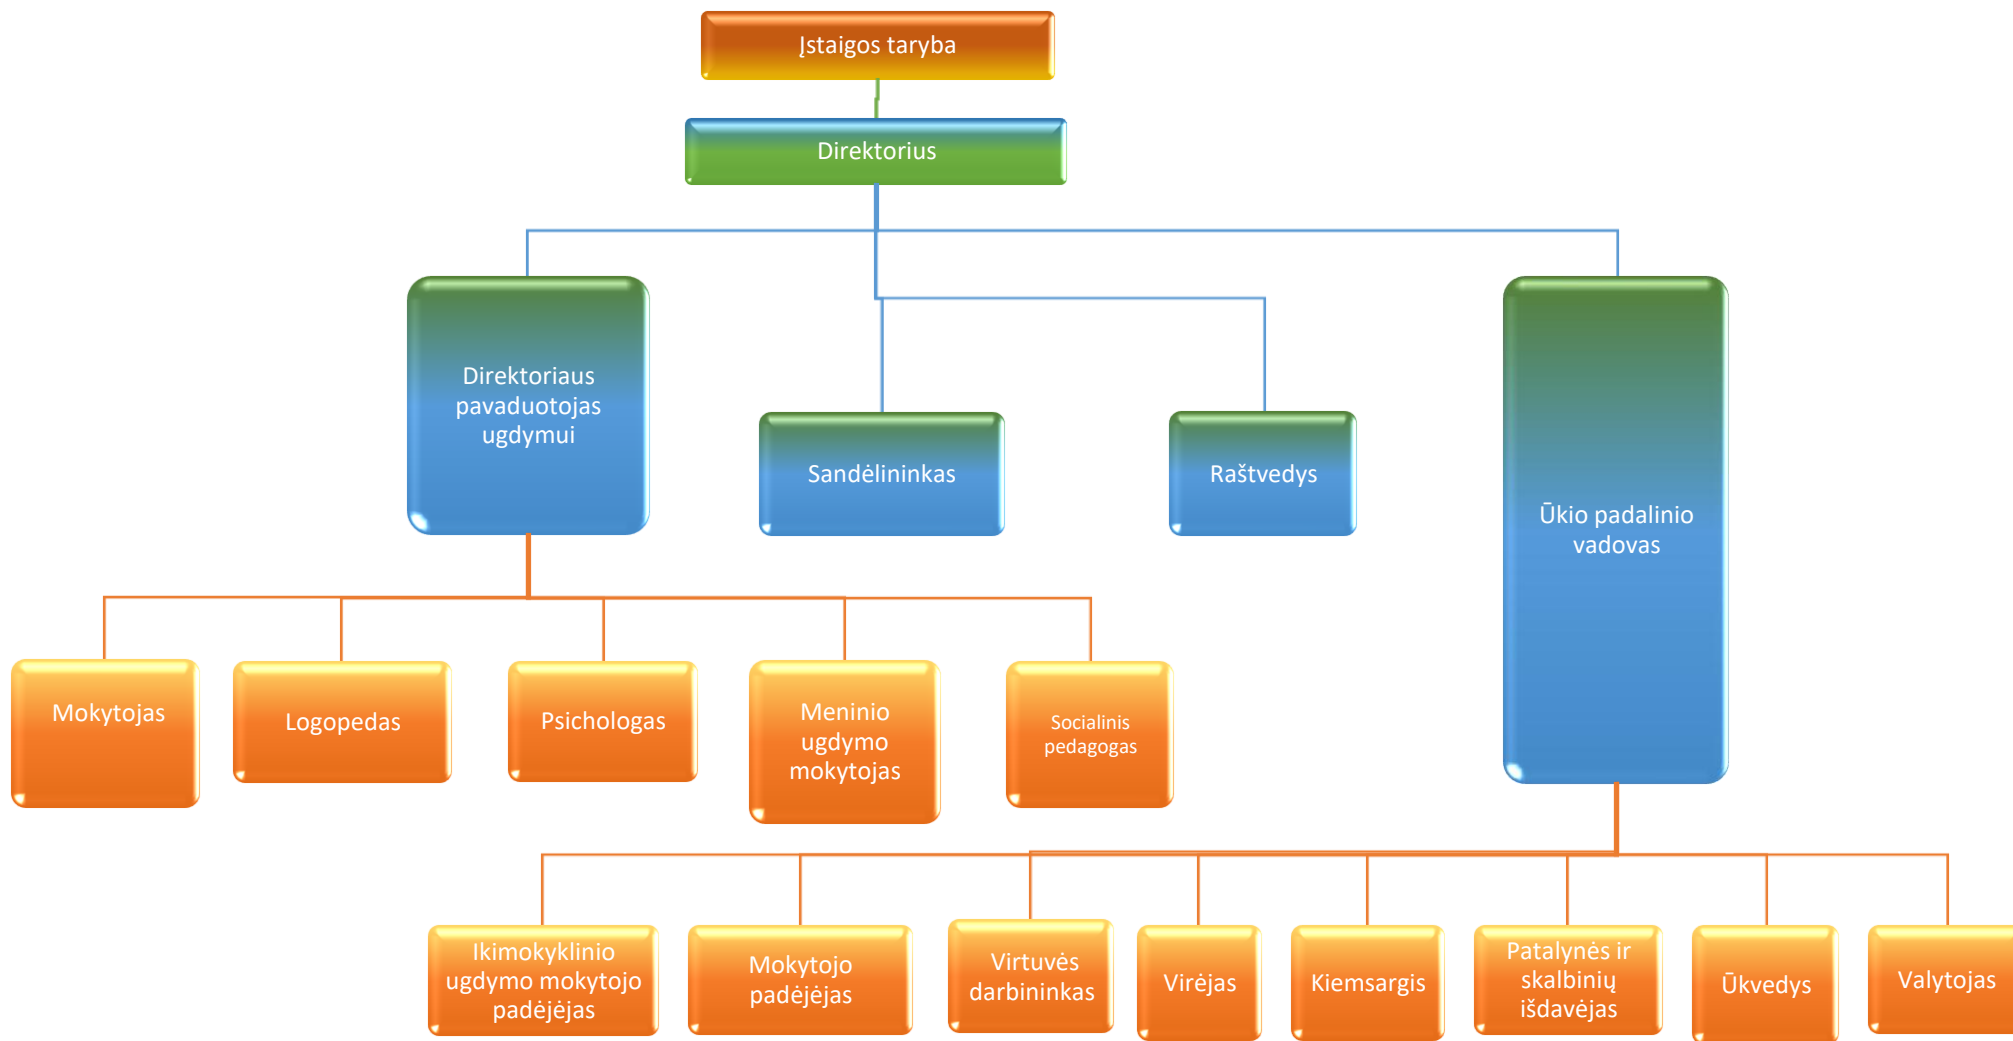 Įstaigos taryba
Direktorius
Direktoriaus
pavaduotojas
ugdymui
Sandėlininkas
Raštvedys
Ūkio padalinio
vadovas
Mokytojas
Logopedas
Psichologas
Meninio
ugdymo
mokytojas
Socialinis
pedagogas
Ikimokyklinio
ugdymo mokytojo
padėjėjas
Mokytojo
padėjėjas
Virtuvės
darbininkas
Virėjas
Kiemsargis
Patalynės ir
skalbinių
išdavėjas
Ūkvedys
Valytojas